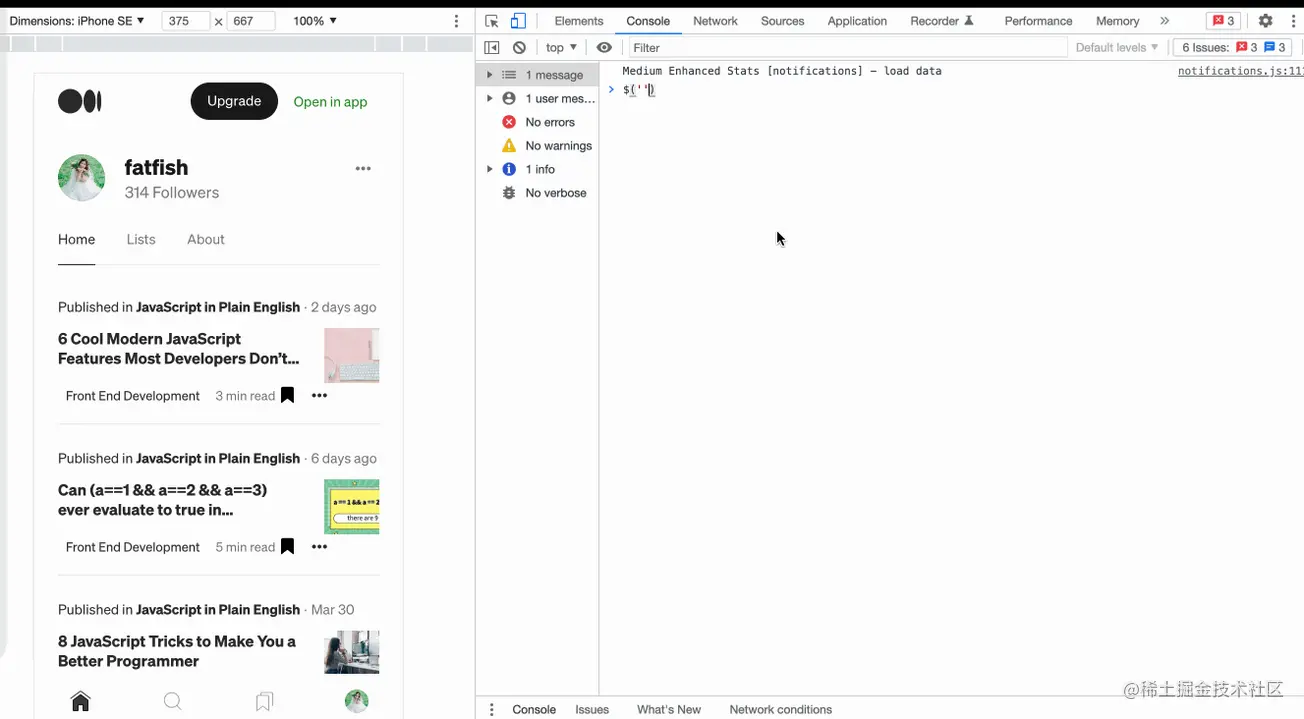 Dimensions: iPhone SE ▼ 375 × 667 100% ▼
Upgrade Open in app
fatfish
314 Followers
Home Lists About
Published in JavaScript in Plain English · 2 days ago
6 Cool Modern JavaScript
Features Most Developers Don't...
Front End Development 3 min read
Published in JavaScript in Plain English · 6 days ago
Can (a==1 && a==2 && a==3)
ever evaluate to true in...
a == 1 && a == 2
there are 9
Front End Development 5 min read
Published in JavaScript in Plain English · Mar 30
8 JavaScript Tricks to Make You a
Better Programmer
Elements Console Network Sources Application Recorder Performance Memory » 3
top ▼ Filter Default levels ▼ 6 Issues: 3 3
1 message
1 user mes...
No errors
No warnings
1 info
No verbose
Medium Enhanced Stats [notifications] – load data notifications.js:111
> $('')
Console Issues What's New Network conditions
@稀土掘金技术社区